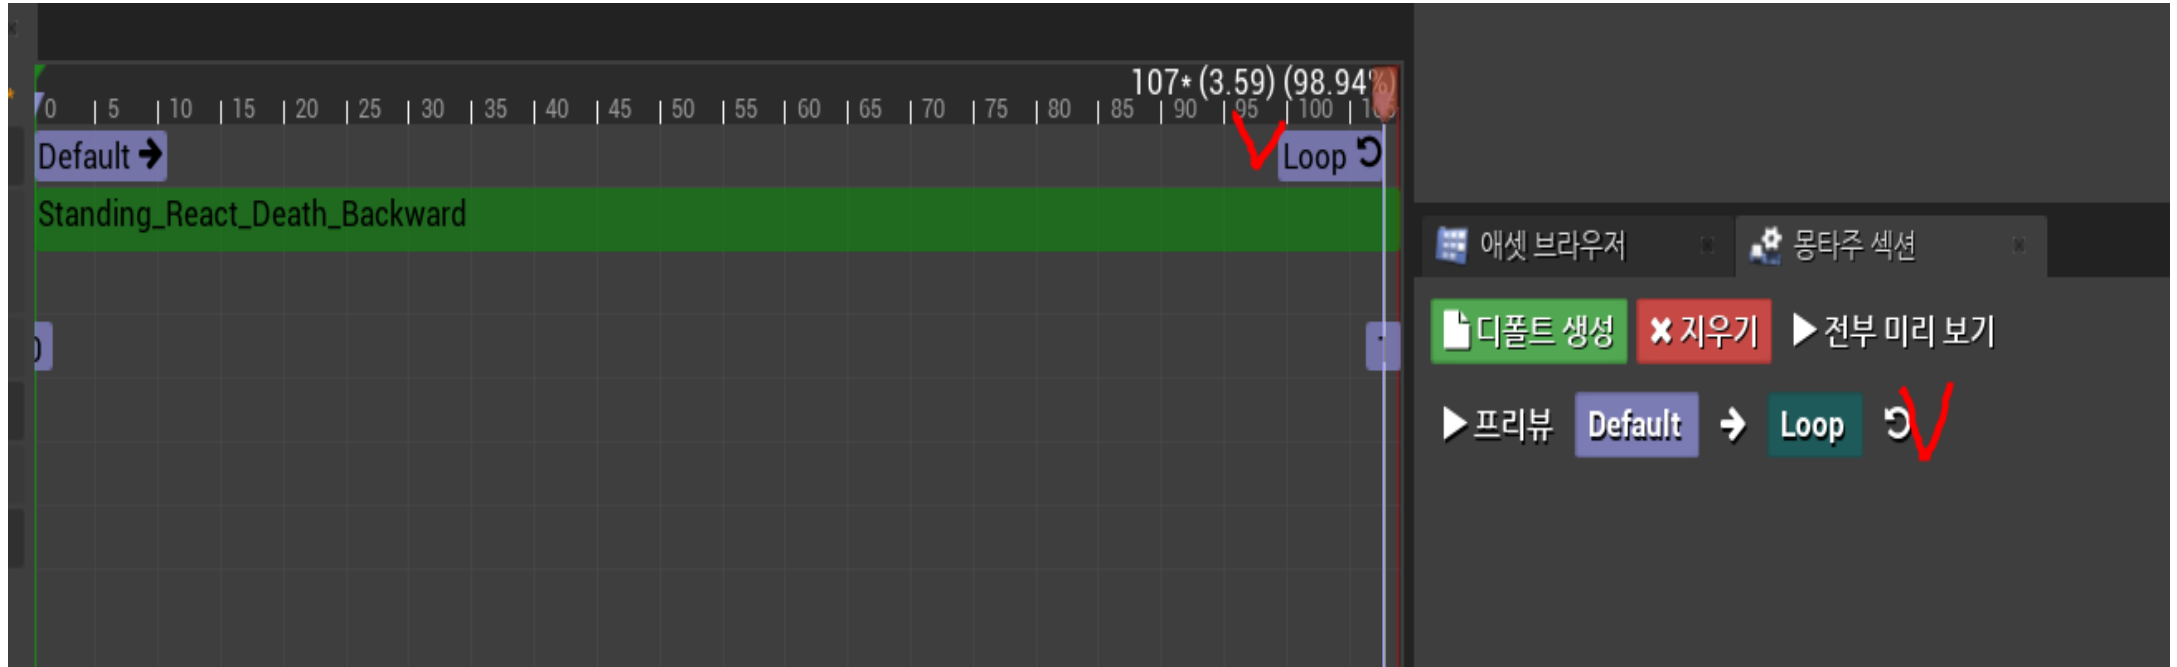 107* (3.59) (98.94%)
0 5 10 15 20 25 30 35 40 45 50 55 60 65 70 75 80 85 90 95 100
Default Loop
Standing_React_Death_Backward
애셋 브라우저 몽타주 섹션
디폴트 생성 지우기 전부 미리 보기
프리뷰 Default Loop